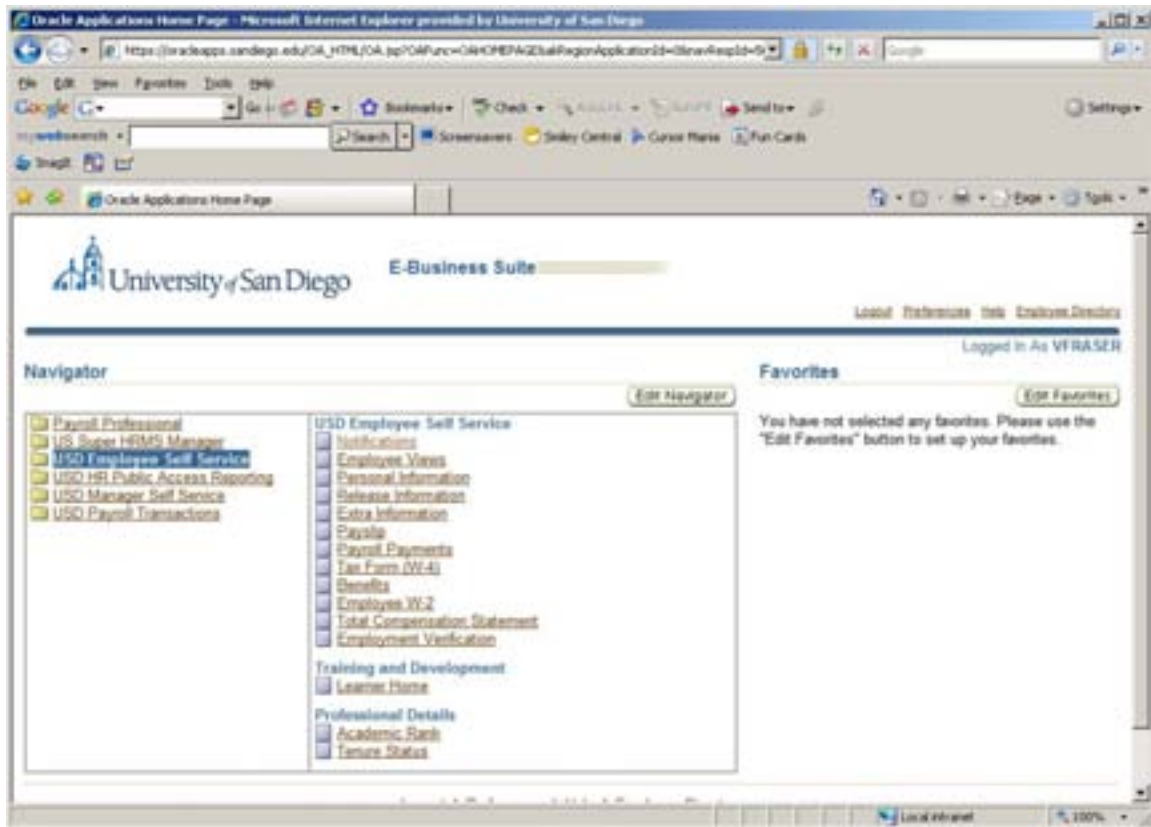 Oracle Applications Home Page - Microsoft Internet Explorer provided by University of San Diego
File Edit View Favorites Tools Help
Google
Go
Bookmarks
Check
Send to
Settings
mywebsearch
Search
Screensavers
Smiley Central
Cursor Mania
Fun Cards
SnagIt
Oracle Applications Home Page
Page
Tools
University of San Diego
E-Business Suite
Logout Preferences Help Employee Directory
Logged In As VFRASER
Navigator
Edit Navigator
Payroll Professional
US Super HRMS Manager
USD Employee Self Service
USD HR Public Access Reporting
USD Manager Self Service
USD Payroll Transactions
USD Employee Self Service
Notifications
Employee Views
Personal Information
Release Information
Extra Information
Payslip
Payroll Payments
Tax Form (W-4)
Benefits
Employee W-2
Total Compensation Statement
Employment Verification
Training and Development
Learner Home
Professional Details
Academic Rank
Tenure Status
Favorites
Edit Favorites
You have not selected any favorites. Please use the
"Edit Favorites" button to set up your favorites.
Local intranet
100%